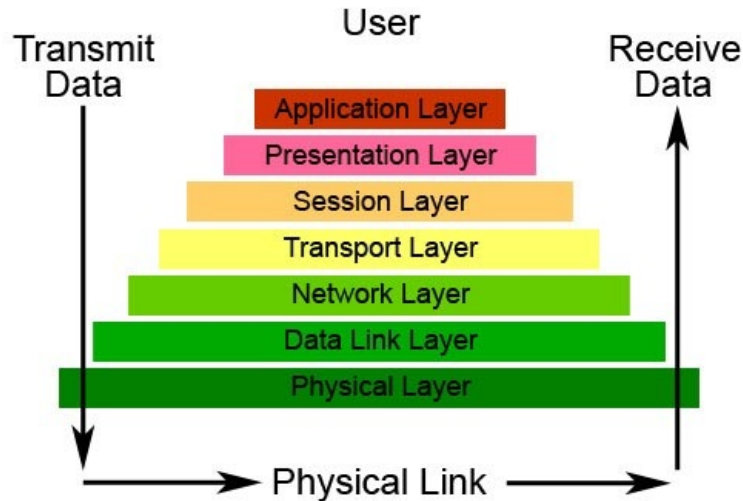 User
Transmit
Data
Receive
Data
Application Layer
Presentation Layer
Session Layer
Transport Layer
Network Layer
Data Link Layer
Physical Layer
Physical Link